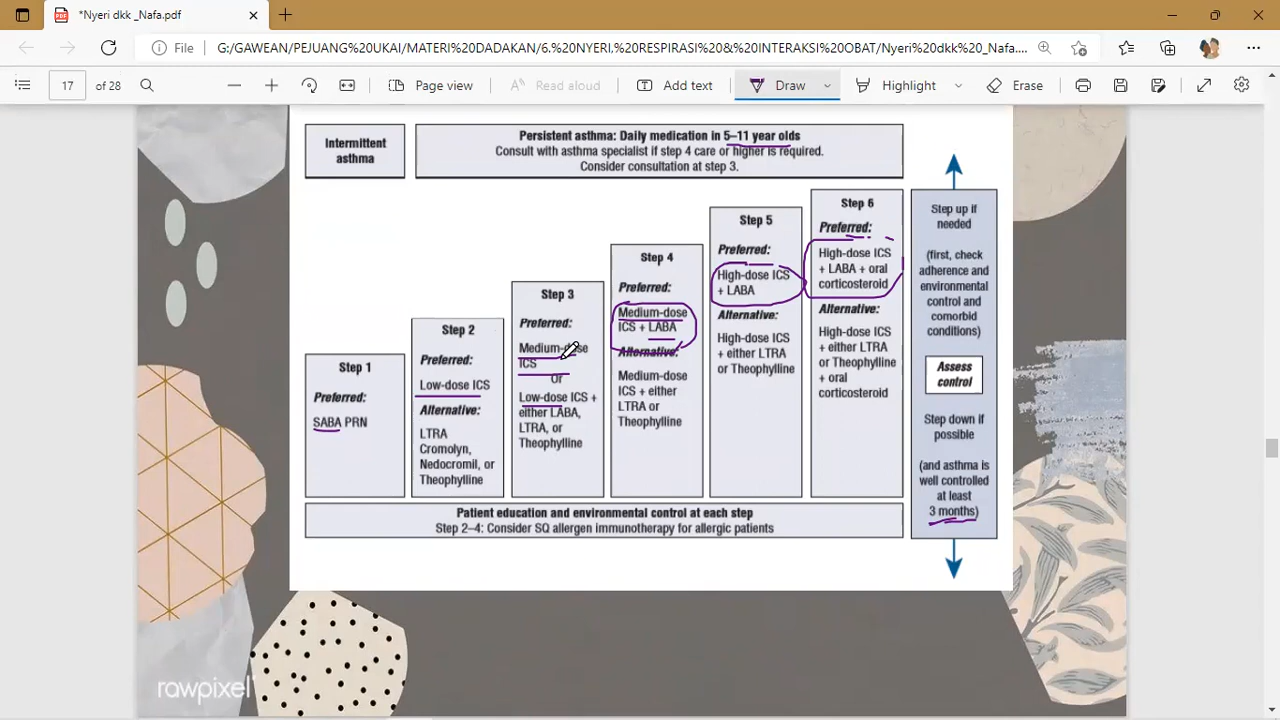 *Nyeri dkk _Nafa.pdf
File
G:/GAWEAN/PEJUANG%20UKAI/MATERI%20DADAKAN/6.%20NYERI,%20RESPIRASI%20&%20INTERAKSI%20OBAT/Nyeri%20dkk%20_Nafa....
17 of 28
Page view
Read aloud
Add text
Draw
Highlight
Erase
Intermittent
asthma
Persistent asthma: Daily medication in 5–11 year olds
Consult with asthma specialist if step 4 care or higher is required.
Consider consultation at step 3.
Step 1
Preferred:
SABA PRN
Step 2
Preferred:
Low-dose ICS
Alternative:
LTRA
Cromolyn,
Nedocromil, or
Theophylline
Step 3
Preferred:
Medium-dose
ICS
or
Low-dose ICS +
either LABA,
LTRA, or
Theophylline
Step 4
Preferred:
Medium-dose
ICS + LABA
Alternative:
Medium-dose
ICS + either
LTRA or
Theophylline
Step 5
Preferred:
High-dose ICS
+ LABA
Alternative:
High-dose ICS
+ either LTRA
or Theophylline
Step 6
Preferred:
High-dose ICS
+ LABA + oral
corticosteroid
Alternative:
High-dose ICS
+ either LTRA
or Theophylline
+ oral
corticosteroid
Step up if
needed
(first, check
adherence and
environmental
control and
comorbid
conditions)
Assess
control
Step down if
possible
(and asthma is
well controlled
at least
3 months)
Patient education and environmental control at each step
Step 2–4: Consider SQ allergen immunotherapy for allergic patients
rawpixel